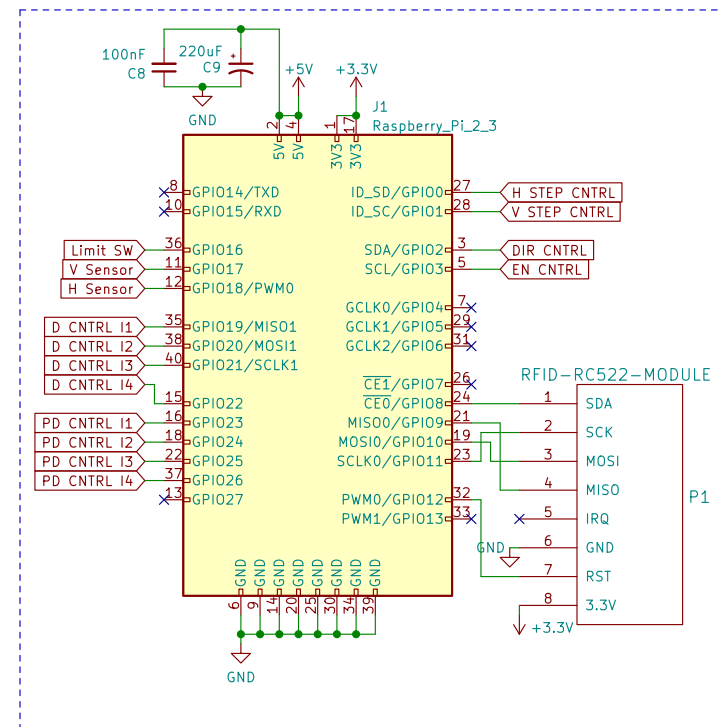 100nF
C8
220uF
C9
+
GND
+5V
+3.3V
J1
Raspberry_Pi_2_3
2
4
1
17
5V
5V
3V3
3V3
8
GPIO14/TXD
10
GPIO15/RXD
Limit SW
36
GPIO16
V Sensor
11
GPIO17
H Sensor
12
GPIO18/PWM0
D CNTRL I1
35
GPIO19/MISO1
D CNTRL I2
38
GPIO20/MOSI1
D CNTRL I3
40
GPIO21/SCLK1
D CNTRL I4
15
GPIO22
PD CNTRL I1
16
GPIO23
PD CNTRL I2
18
GPIO24
PD CNTRL I3
22
GPIO25
PD CNTRL I4
37
GPIO26
13
GPIO27
ID_SD/GPIO0
27
H STEP CNTRL
ID_SC/GPIO1
28
V STEP CNTRL
SDA/GPIO2
3
DIR CNTRL
SCL/GPIO3
5
EN CNTRL
GCLK0/GPIO4
7
GCLK1/GPIO5
29
GCLK2/GPIO6
31
CE1/GPIO7
26
CE0/GPIO8
24
MISO0/GPIO9
21
MOSI0/GPIO10
19
SCLK0/GPIO11
23
PWM0/GPIO12
32
PWM1/GPIO13
33
GND
GND
GND
GND
GND
GND
GND
GND
6
9
14
20
25
30
34
39
GND
RFID-RC522-MODULE
1
SDA
2
SCK
3
MOSI
4
MISO
5
IRQ
GND
6
GND
7
RST
8
3.3V
+3.3V
P1